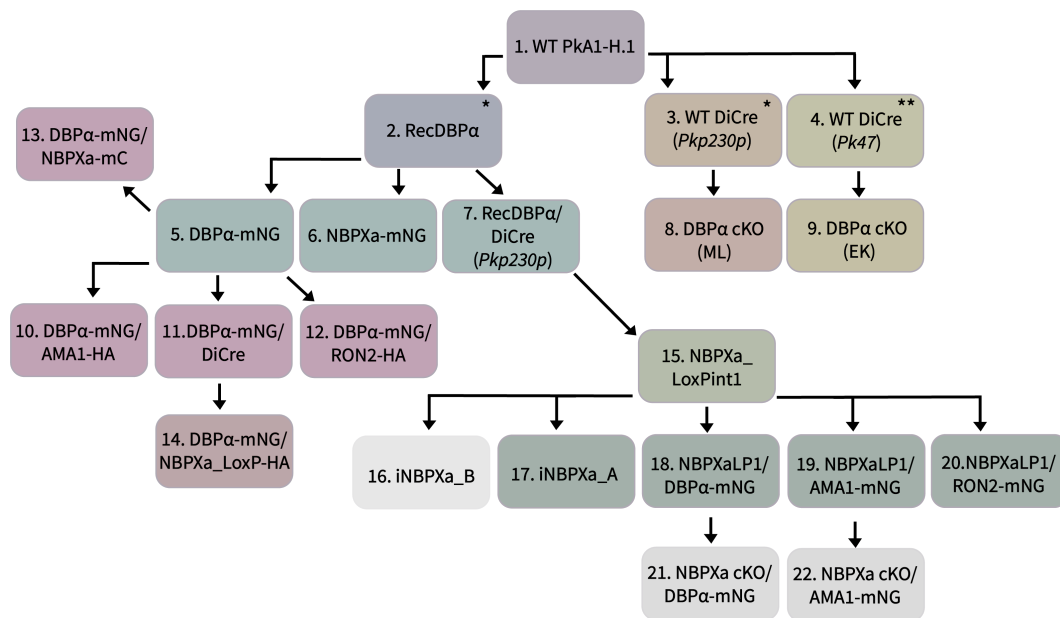 1. WT PkA1-H.1
*
2. RecDBPα
*
3. WT DiCre
(Pkp230p)
**
4. WT DiCre
(Pk47)
13. DBPα-mNG/
NBPXa-mC
5. DBPα-mNG
6. NBPXa-mNG
7. RecDBPα/
DiCre
(Pkp230p)
8. DBPα cKO
(ML)
9. DBPα cKO
(EK)
10. DBPα-mNG/
AMA1-HA
11.DBPα-mNG/
DiCre
12. DBPα-mNG/
RON2-HA
15. NBPXa_
LoxPint1
14. DBPα-mNG/
NBPXa_LoxP-HA
16. iNBPXa_B
17. iNBPXa_A
18. NBPXaLP1/
DBPα-mNG
19. NBPXaLP1/
AMA1-mNG
20.NBPXaLP1/
RON2-mNG
21. NBPXa cKO/
DBPα-mNG
22. NBPXa cKO/
AMA1-mNG